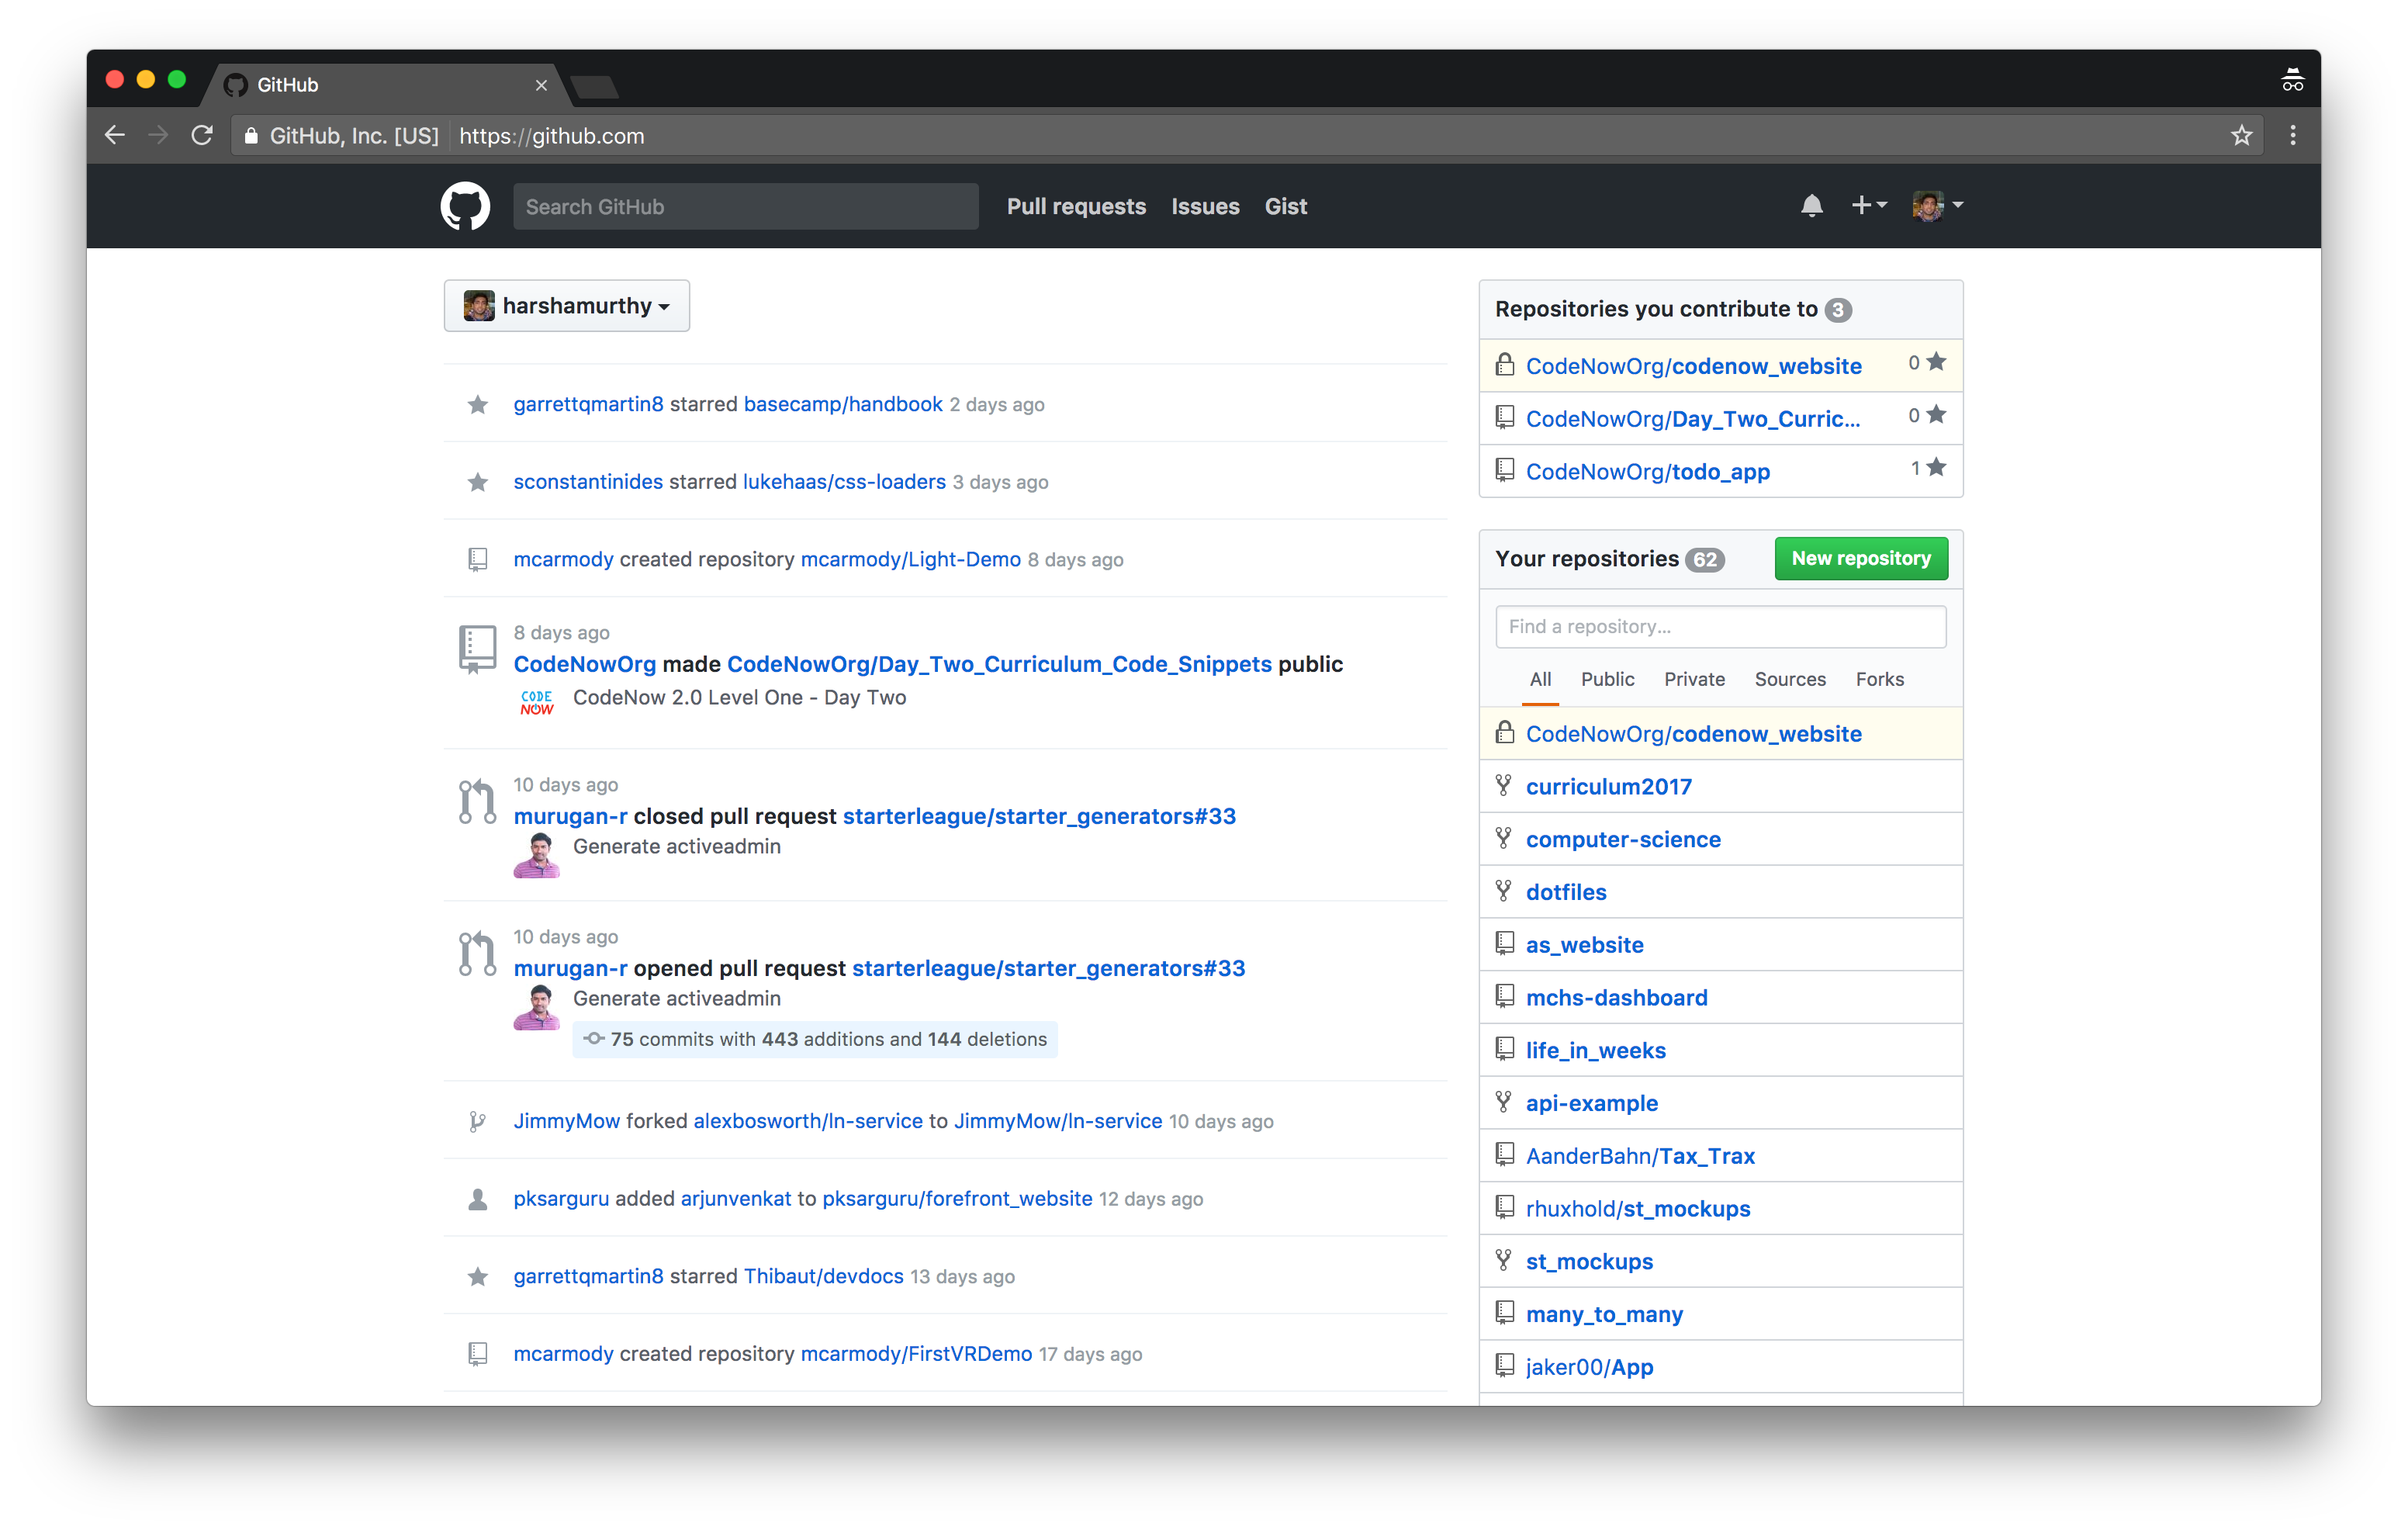 GitHub
GitHub, Inc. [US] https://github.com
Search GitHub Pull requests Issues Gist
harshamurthy
garrettqmartin8 starred basecamp/handbook 2 days ago
sconstantinides starred lukehaas/css-loaders 3 days ago
mcarmody created repository mcarmody/Light-Demo 8 days ago
8 days ago
CodeNowOrg made CodeNowOrg/Day_Two_Curriculum_Code_Snippets public
CODE
NOW
CodeNow 2.0 Level One - Day Two
10 days ago
murugan-r closed pull request starterleague/starter_generators#33
Generate activeadmin
10 days ago
murugan-r opened pull request starterleague/starter_generators#33
Generate activeadmin
75 commits with 443 additions and 144 deletions
JimmyMow forked alexbosworth/ln-service to JimmyMow/ln-service 10 days ago
pksarguru added arjunvenkat to pksarguru/forefront_website 12 days ago
garrettqmartin8 starred Thibaut/devdocs 13 days ago
mcarmody created repository mcarmody/FirstVRDemo 17 days ago
Repositories you contribute to 3
CodeNowOrg/codenow_website 0
CodeNowOrg/Day_Two_Curric... 0
CodeNowOrg/todo_app 1
Your repositories 62 New repository
Find a repository...
All Public Private Sources Forks
CodeNowOrg/codenow_website
curriculum2017
computer-science
dotfiles
as_website
mchs-dashboard
life_in_weeks
api-example
AanderBahn/Tax_Trax
rhuxhold/st_mockups
st_mockups
many_to_many
jaker00/App